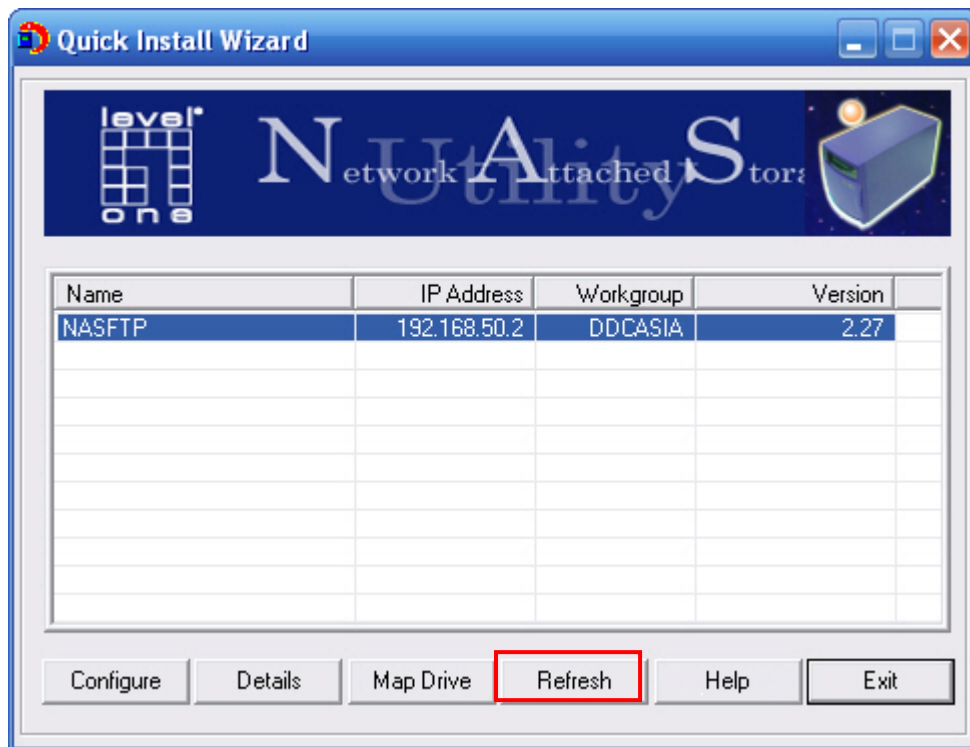 Quick Install Wizard
level
one
Network Attached Stora
Utility
Name IP Address Workgroup Version
NASFTP 192.168.50.2 DDCASIA 2.27
Configure Details Map Drive Refresh Help Exit